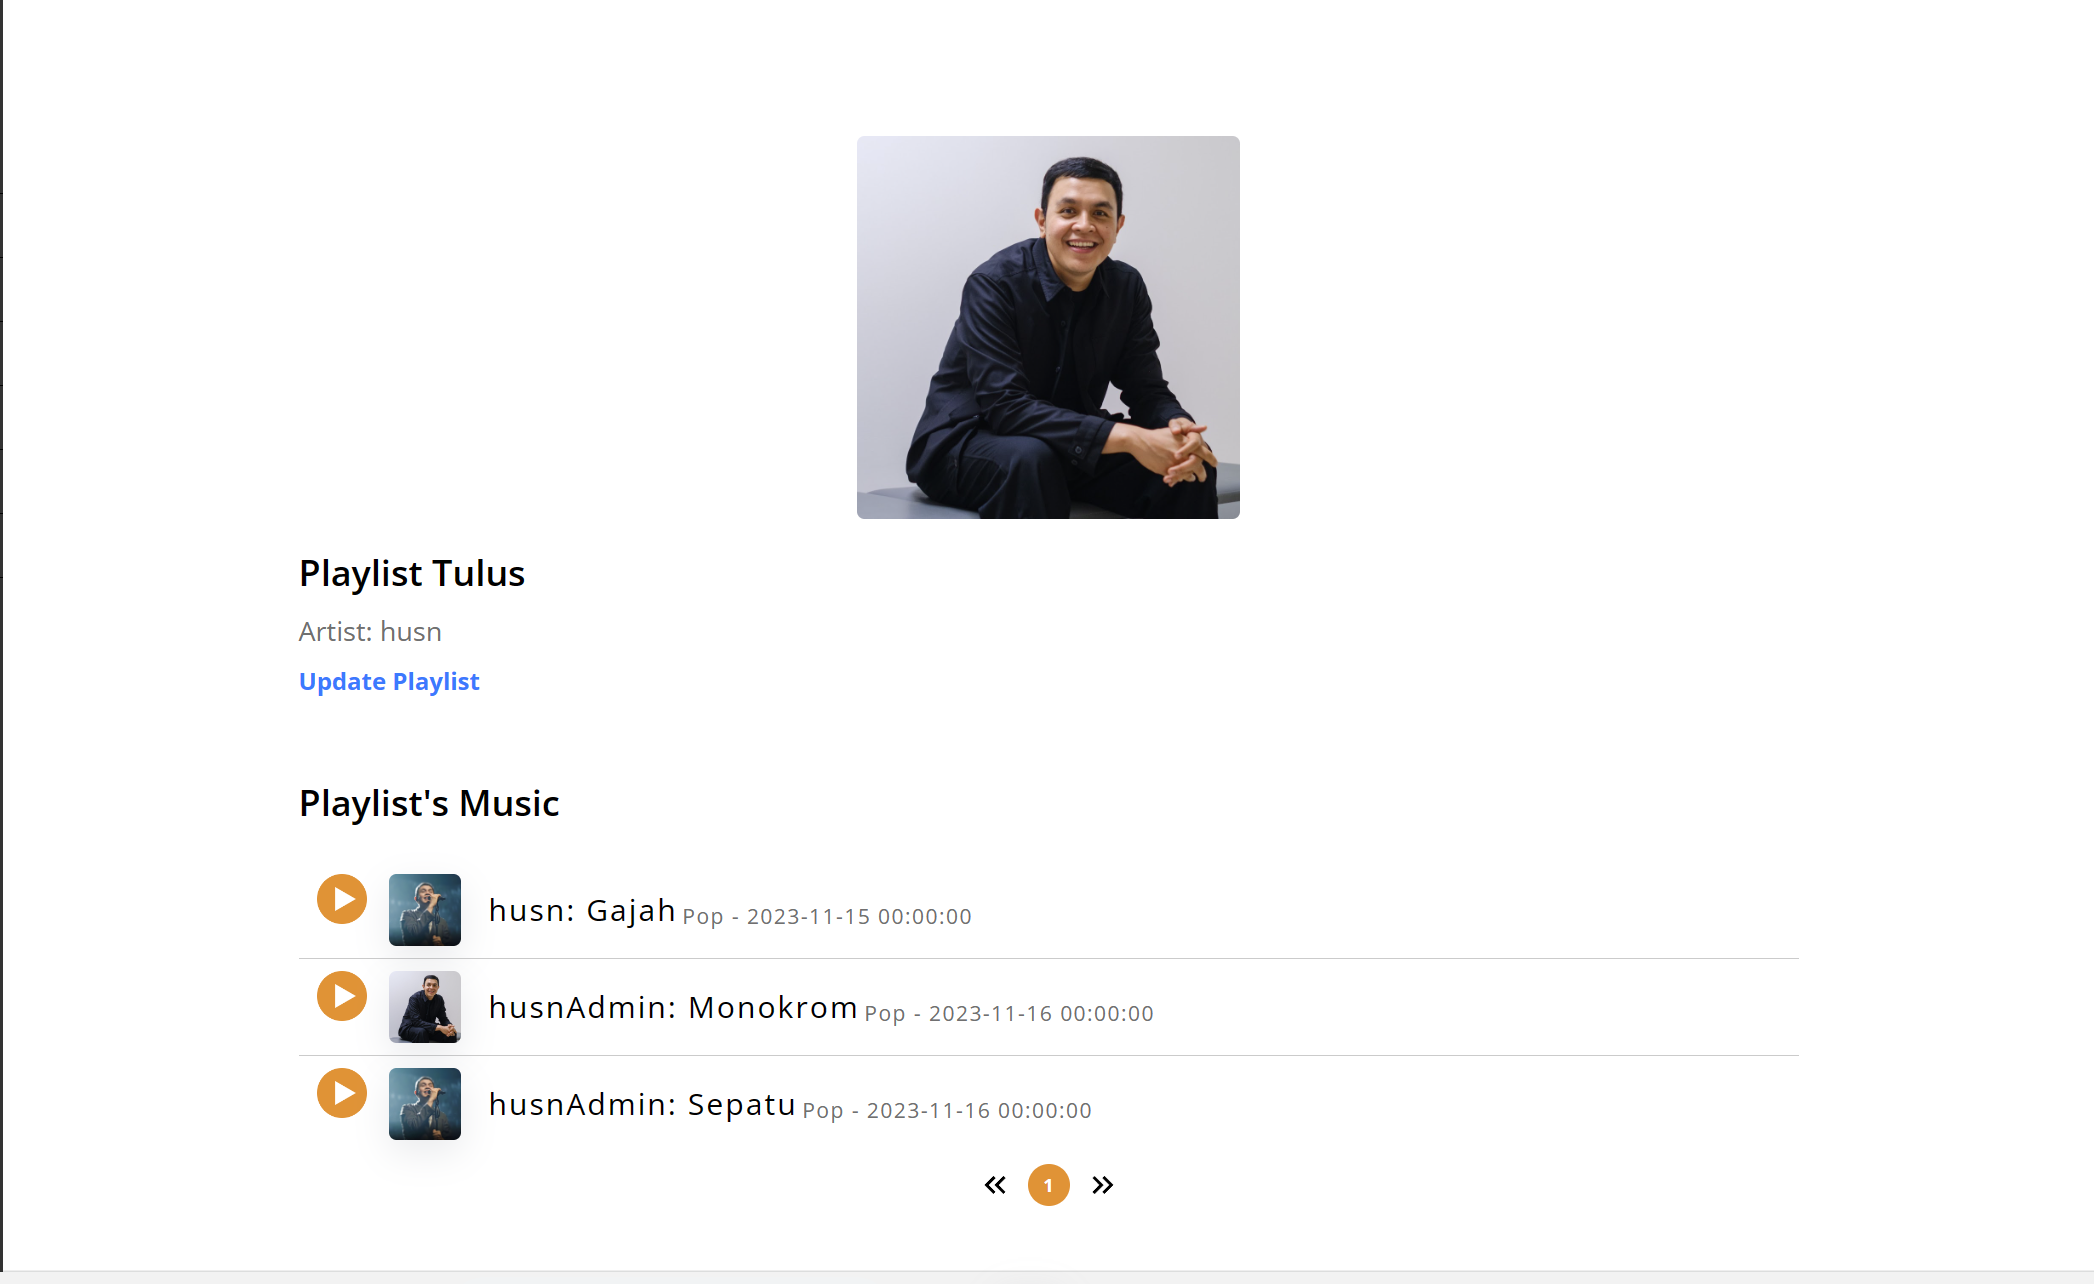 Playlist Tulus
Artist: husn
Update Playlist
Playlist's Music
husn: Gajah Pop - 2023-11-15 00:00:00
husnAdmin: Monokrom Pop - 2023-11-16 00:00:00
husnAdmin: Sepatu Pop - 2023-11-16 00:00:00
1